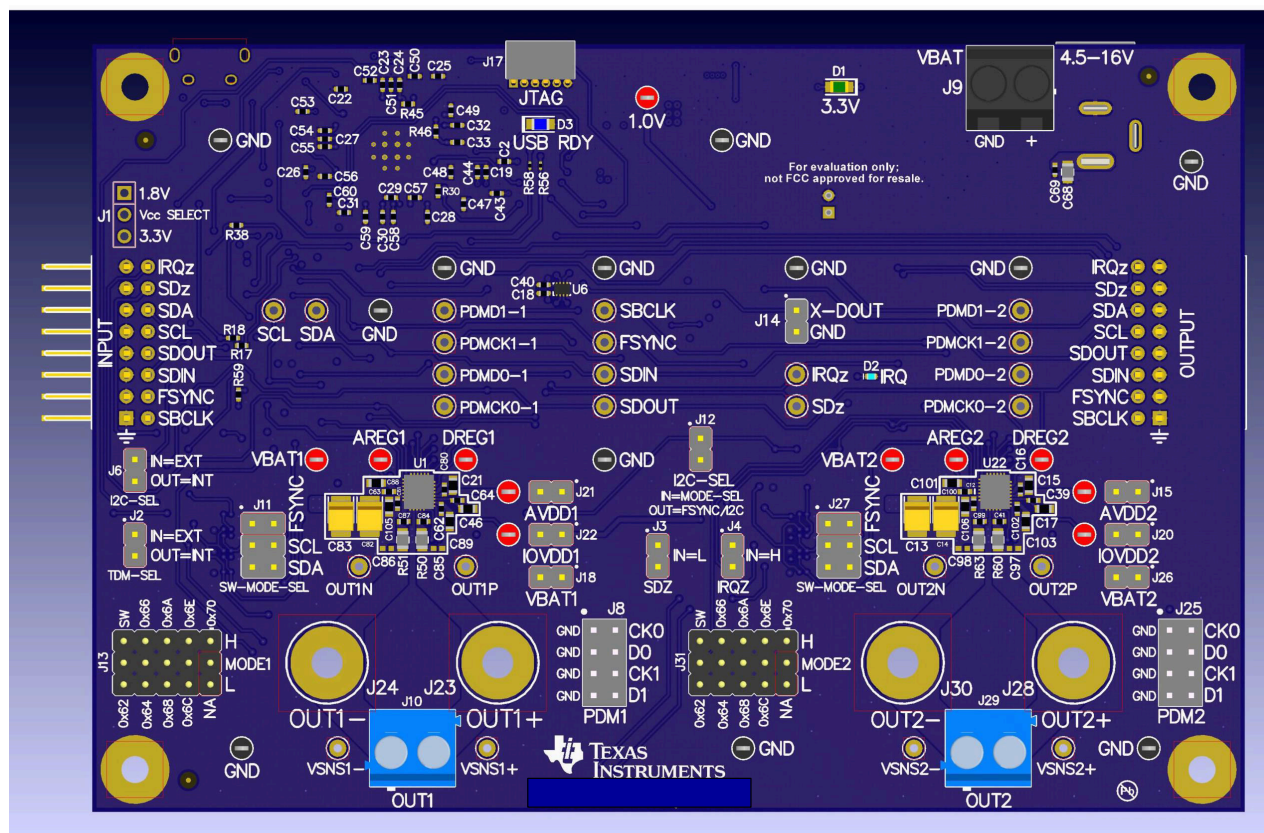 VBAT
4.5-16V
J9
GND +
J17
JTAG
1.0V
D1
3.3V
D3
USB RDY
C52
C23
C24
C50
C25
C22
C51
R45
C53
C49
C54
C27
C55
R46
C32
C33
C2
C26
C56
C48
C44
C19
C60
C31
C29
C57
R30
C47
C43
R58
R56
C59
C30
C58
C28
GND
GND
GND
C69
C68
For evaluation only;
not FCC approved for resale.
1.8V
J1
Vcc SELECT
3.3V
R38
INPUT
IRQz
SDz
SDA
SCL
SDOUT
SDIN
FSYNC
SBCLK
R18
R17
R59
SCL
SDA
GND
GND
PDMD1-1
PDMCK1-1
PDMD0-1
PDMCK0-1
C40
C18
U6
GND
SBCLK
FSYNC
SDIN
SDOUT
GND
J14
X-DOUT
GND
IRQz
D2
IRQ
SDz
GND
PDMD1-2
PDMCK1-2
PDMD0-2
PDMCK0-2
IRQz
SDz
SDA
SCL
SDOUT
SDIN
FSYNC
SBCLK
OUTPUT
J6
IN=EXT
OUT=INT
I2C-SEL
J2
IN=EXT
OUT=INT
TDM-SEL
VBAT1
AREG1
DREG1
U1
C80
C21
C64
C88
C63
C46
C62
C105
C87
C84
C83
C82
C86
R51
R50
C85
C89
J11
FSYNC
SCL
SDA
SW-MODE-SEL
OUT1N
OUT1P
J21
AVDD1
J22
IOVDD1
J18
VBAT1
GND
J12
I2C-SEL
IN=MODE-SEL
OUT=FSYNC/I2C
J3
IN=L
SDZ
J4
IN=H
IRQZ
VBAT2
AREG2
DREG2
U22
C16
C15
C39
C101
C100
C12
C17
C106
C99
C41
C102
C103
C13
C14
C98
R63
R60
C97
J27
FSYNC
SCL
SDA
SW-MODE-SEL
OUT2N
OUT2P
J15
AVDD2
J20
IOVDD2
J26
VBAT2
SW
0x66
0x6A
0x6E
0x70
J13
H
MODE1
L
0x62
0x64
0x68
0x6C
NA
J24
J23
OUT1-
OUT1+
J10
VSNS1-
VSNS1+
OUT1
GND
J8
GND CK0
GND D0
GND CK1
GND D1
PDM1
SW
0x66
0x6A
0x6E
0x70
J31
H
MODE2
L
0x62
0x64
0x68
0x6C
NA
J30
J28
OUT2-
OUT2+
J29
VSNS2-
VSNS2+
OUT2
GND
GND
J25
GND CK0
GND D0
GND CK1
GND D1
PDM2
TEXAS
INSTRUMENTS
Pb